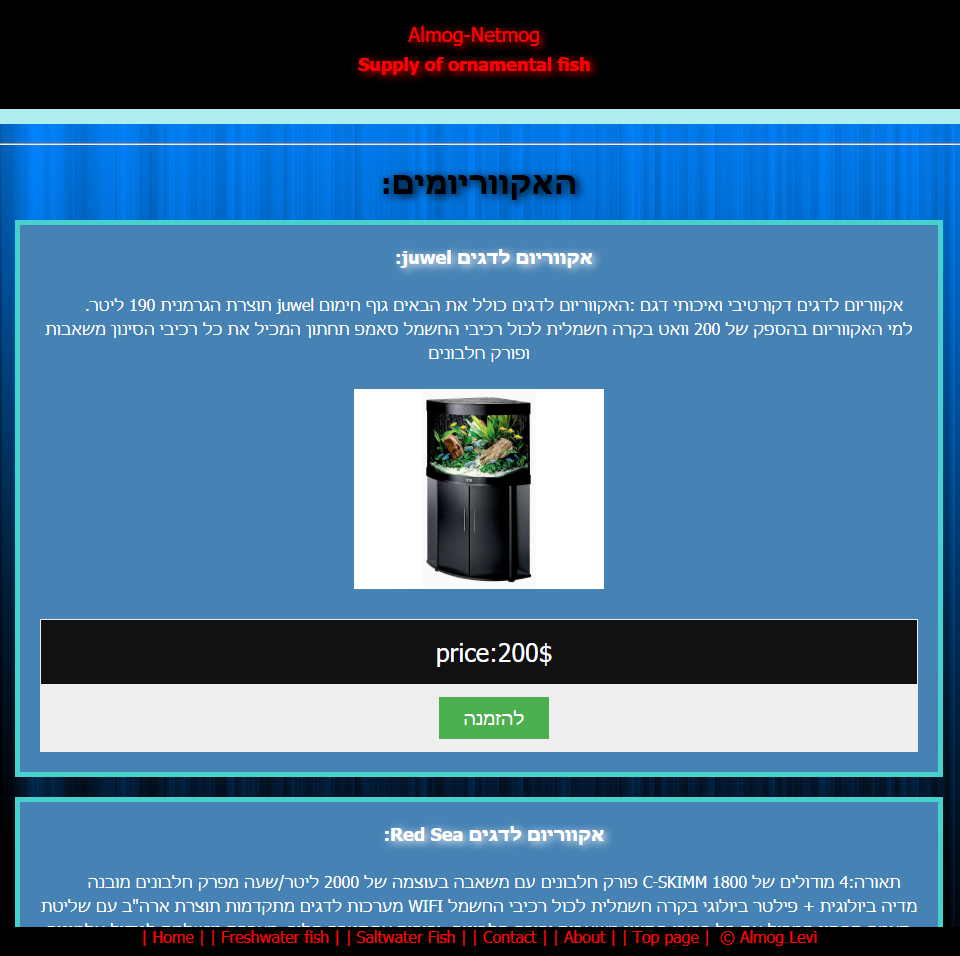 Almog-Netmog
Supply of ornamental fish
האקווריומים:
אקווריום לדגים juwel:
אקווריום לדגים דקורטיבי ואיכותי דגם :האקווריום לדגים כולל את הבאים גוף חימום juwel תוצרת הגרמנית 190 ליטר.
למי האקווריום בהספק של 200 וואט בקרה חשמלית לכול רכיבי החשמל סאמפ תחתון המכיל את כל רכיבי הסינוך משאבות
ופורק חלבונים
price:200$
להזמנה
אקווריום לדגים Red Sea:
תאורה:4 מודולים של C-SKIMM 1800 פורק חלבונים עם משאבה בעוצמה של 2000 ליטר/שעה מפרק חלבונים מובנה
מדיה ביולוגית + פילטר ביולוגי בקרה חשמלית לכול רכיבי החשמל WIFI מערכות לדגים מתקדמות תוצרת ארה"ב עם שליטת
| Home | | Freshwater fish | | Saltwater Fish | | Contact | | About | | Top page | © Almog Levi